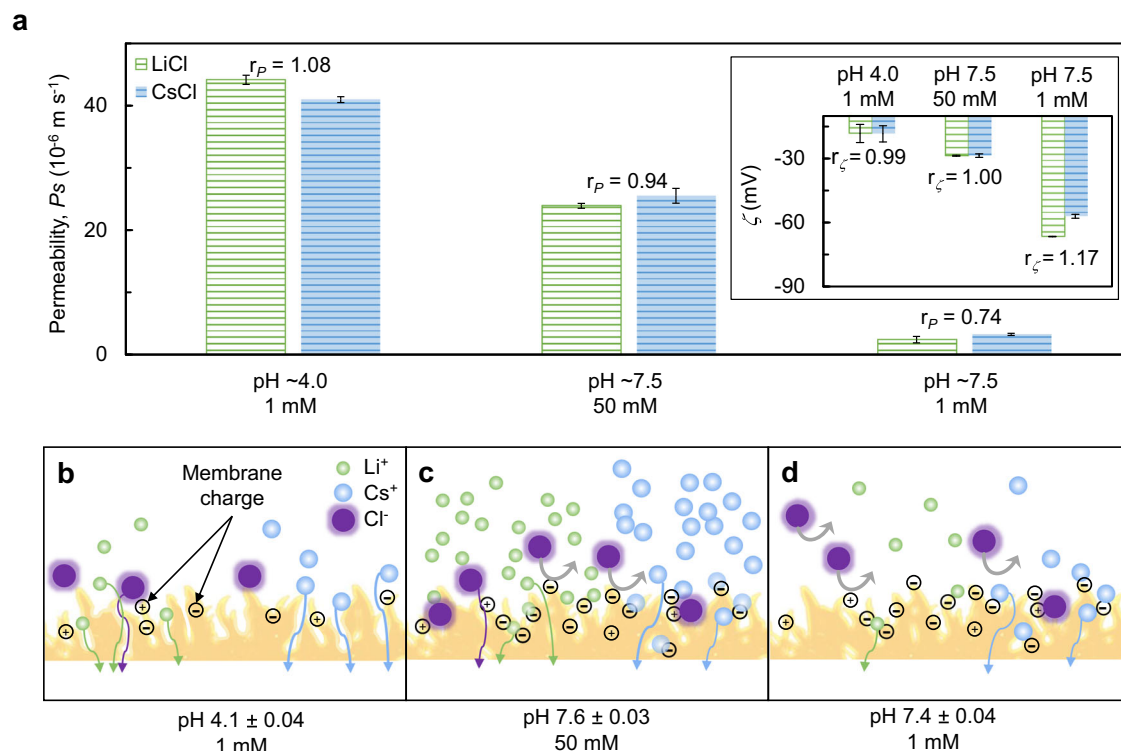 a
Permeability, Ps (10⁻⁶ m s⁻¹)
40
20
0
LiCl
CsCl
r_P = 1.08
r_P = 0.94
r_P = 0.74
pH ~4.0
1 mM
pH ~7.5
50 mM
pH ~7.5
1 mM
pH 4.0
1 mM
pH 7.5
50 mM
pH 7.5
1 mM
ζ (mV)
-30
-60
-90
r_ζ = 0.99
r_ζ = 1.00
r_ζ = 1.17
b
Membrane
charge
Li⁺
Cs⁺
Cl⁻
pH 4.1 ± 0.04
1 mM
c
pH 7.6 ± 0.03
50 mM
d
pH 7.4 ± 0.04
1 mM